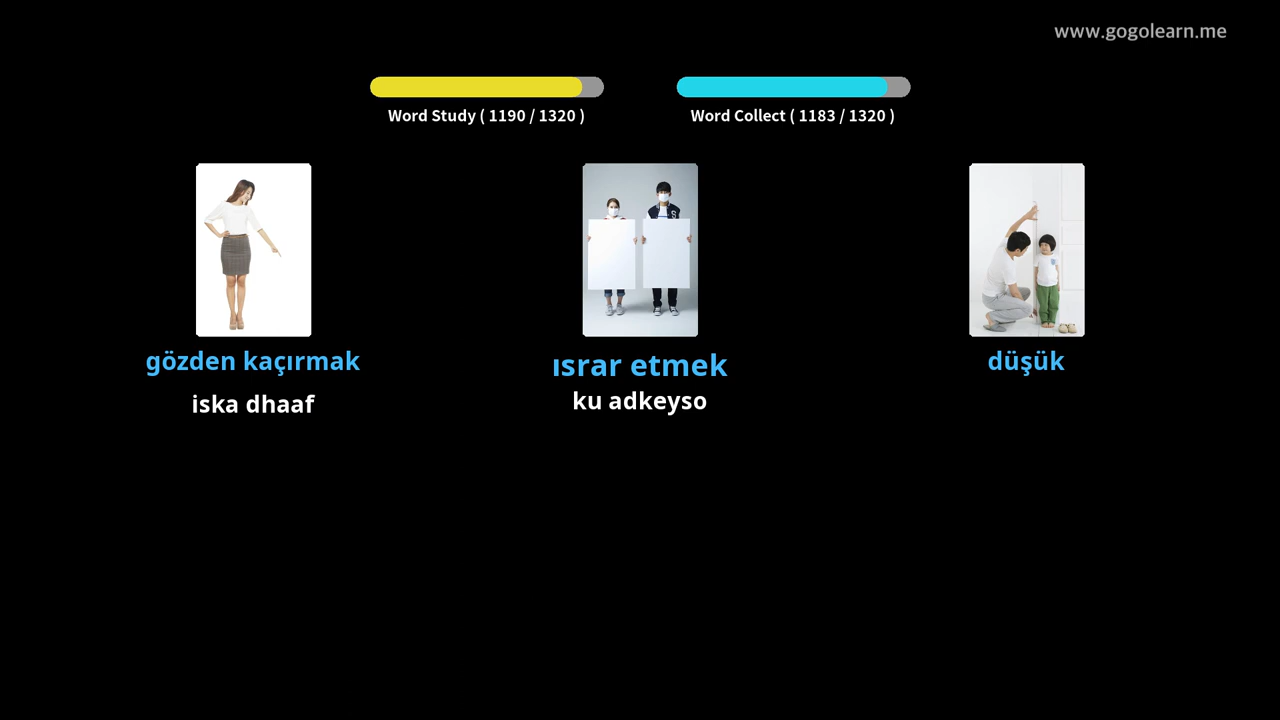 www.gogolearn.me
Word Study ( 1190 / 1320 )
Word Collect ( 1183 / 1320 )
gözden kaçırmak
iska dhaaf
ısrar etmek
ku adkeyso
düşük